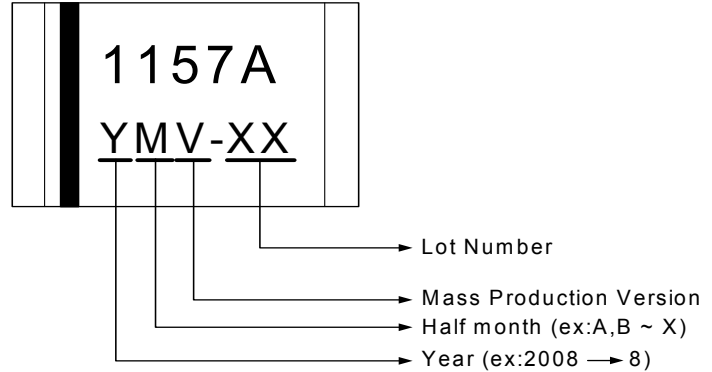 1157A
YMV-XX
Lot Number
Mass Production Version
Half month (ex:A,B ~ X)
Year (ex:2008 → 8)